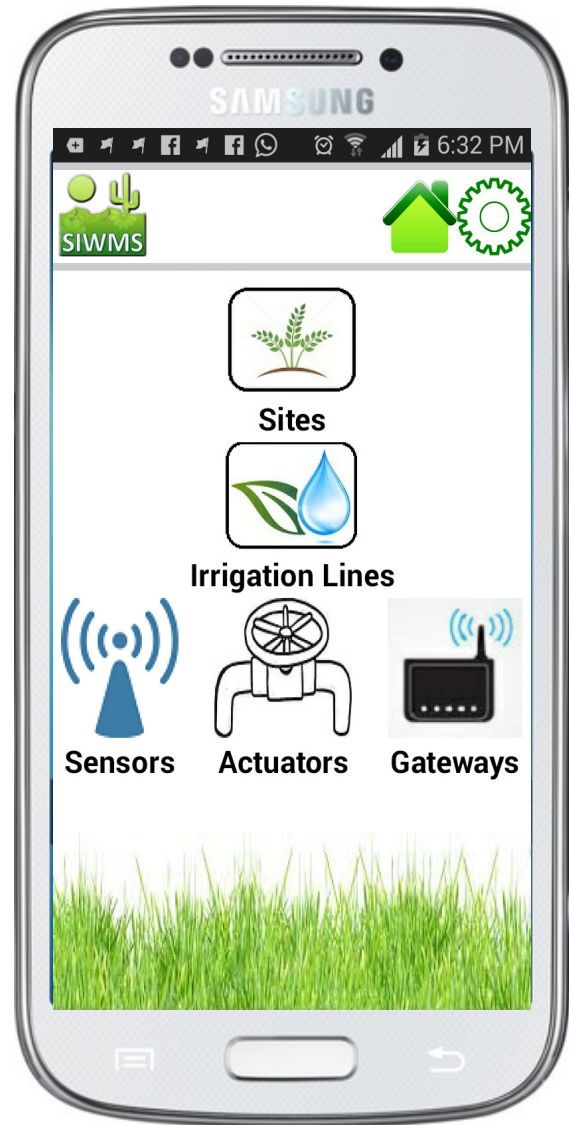 SAMSUNG
6:32 PM
SIWMS
Sites
Irrigation Lines
Sensors Actuators Gateways